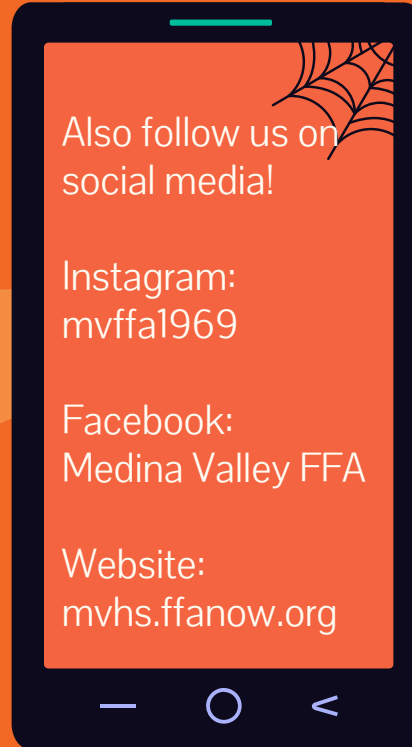 Also follow us on
social media!
Instagram:
mvffa1969
Facebook:
Medina Valley FFA
Website:
mvhs.ffanow.org